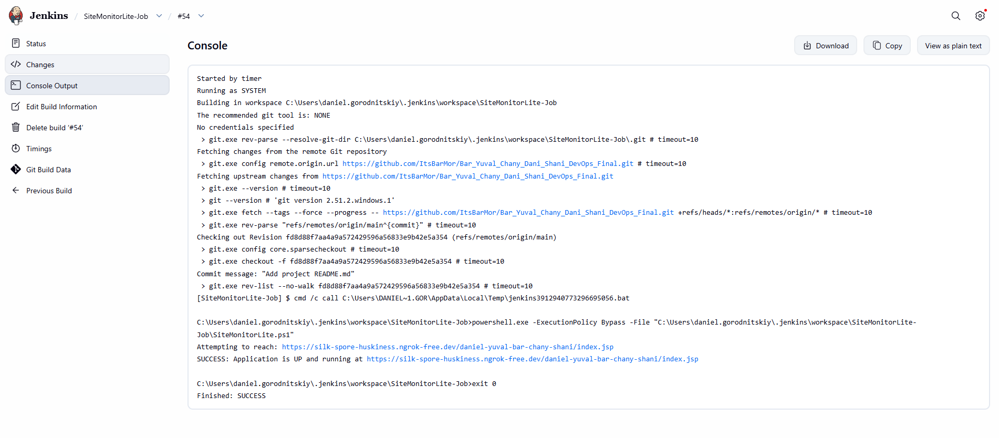 Jenkins / SiteMonitorLite-Job / #54
Status
Changes
Console Output
Edit Build Information
Delete build ‘#54’
Timings
Git Build Data
Previous Build
Console
Download
Copy
View as plain text
Started by timer
Running as SYSTEM
Building in workspace C:\Users\daniel.gorodnitskiy\.jenkins\workspace\SiteMonitorLite-Job
The recommended git tool is: NONE
No credentials specified
> git.exe rev-parse --resolve-git-dir C:\Users\daniel.gorodnitskiy\.jenkins\workspace\SiteMonitorLite-Job\.git # timeout=10
Fetching changes from the remote Git repository
> git.exe config remote.origin.url https://github.com/ItsBarMor/Bar_Yuval_Chany_Dani_Shani_DevOps_Final.git # timeout=10
Fetching upstream changes from https://github.com/ItsBarMor/Bar_Yuval_Chany_Dani_Shani_DevOps_Final.git
> git.exe --version # timeout=10
> git --version # 'git version 2.51.2.windows.1'
> git.exe fetch --tags --force --progress -- https://github.com/ItsBarMor/Bar_Yuval_Chany_Dani_Shani_DevOps_Final.git +refs/heads/*:refs/remotes/origin/* # timeout=10
> git.exe rev-parse "refs/remotes/origin/main^{commit}" # timeout=10
Checking out Revision fd8d88f7aa4a9a572429596a56833e9b42e5a354 (refs/remotes/origin/main)
> git.exe config core.sparsecheckout # timeout=10
> git.exe checkout -f fd8d88f7aa4a9a572429596a56833e9b42e5a354 # timeout=10
Commit message: "Add project README.md"
> git.exe rev-list --no-walk fd8d88f7aa4a9a572429596a56833e9b42e5a354 # timeout=10
[SiteMonitorLite-Job] $ cmd /c call C:\Users\DANIEL~1.GOR\AppData\Local\Temp\jenkins3912940773296695056.bat
C:\Users\daniel.gorodnitskiy\.jenkins\workspace\SiteMonitorLite-Job>powershell.exe -ExecutionPolicy Bypass -File "C:\Users\daniel.gorodnitskiy\.jenkins\workspace\SiteMonitorLite-
Job\SiteMonitorLite.ps1"
Attempting to reach: https://silk-spore-huskiness.ngrok-free.dev/daniel-yuval-bar-chany-shani/index.jsp
SUCCESS: Application is UP and running at https://silk-spore-huskiness.ngrok-free.dev/daniel-yuval-bar-chany-shani/index.jsp
C:\Users\daniel.gorodnitskiy\.jenkins\workspace\SiteMonitorLite-Job>exit 0
Finished: SUCCESS